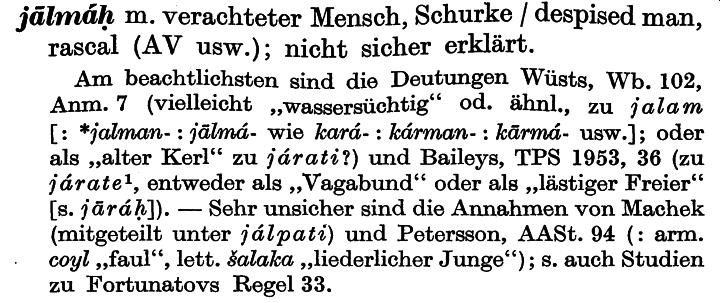 jālmáḥ m. verachteter Mensch, Schurke / despised man,
rascal (AV usw.); nicht sicher erklärt.
Am beachtlichsten sind die Deutungen Wüsts, Wb. 102,
Anm. 7 (vielleicht „wassersüchtig“ od. ähnl., zu jalam
[: *jalman- : jālmá- wie kará- : kárman- : kārmá- usw.]; oder
als „alter Kerl“ zu járati?) und Baileys, TPS 1953, 36 (zu
járate¹, entweder als „Vagabund“ oder als „lästiger Freier“
[s. jāráḥ]). — Sehr unsicher sind die Annahmen von Machek
(mitgeteilt unter jálpati) und Petersson, AASt. 94 (: arm.
coyl „faul“, lett. šalaka „liederlicher Junge“); s. auch Studien
zu Fortunatovs Regel 33.